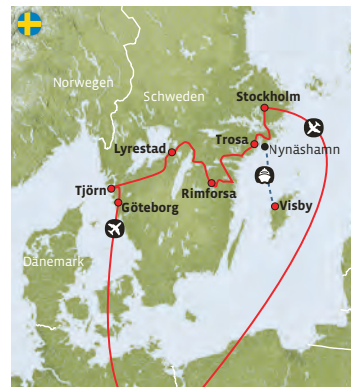 Norwegen
Schweden
Stockholm
Trosa
Nynäshamn
Lyrestad
Tjörn
Rimforsa
Göteborg
Visby
Dänemark